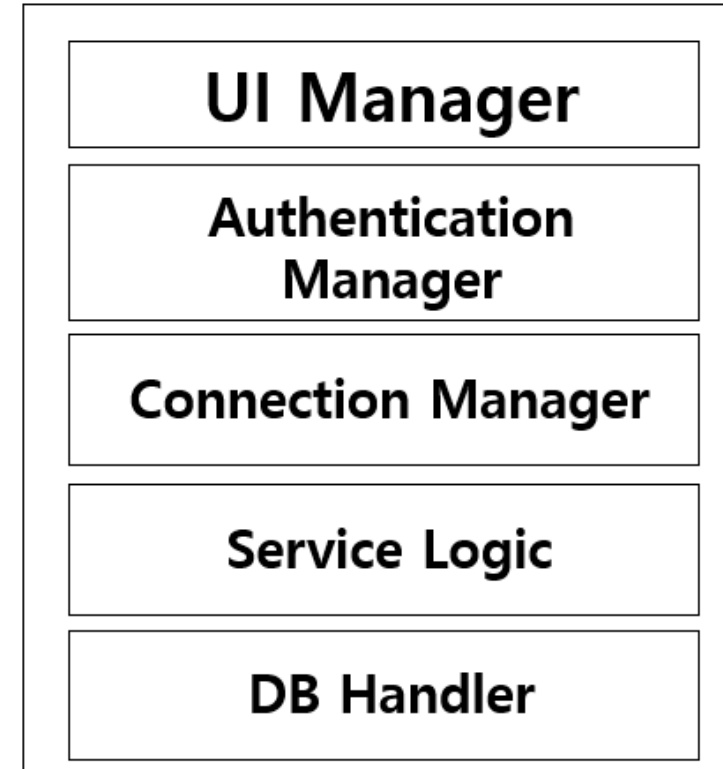 UI Manager
Authentication
Manager
Connection Manager
Service Logic
DB Handler